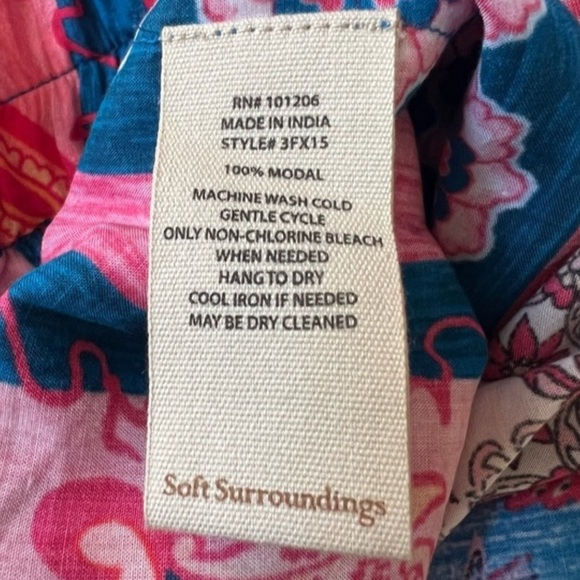 RN# 101206
MADE IN INDIA
STYLE# 3FX15
100% MODAL
MACHINE WASH COLD
GENTLE CYCLE
ONLY NON-CHLORINE BLEACH
WHEN NEEDED
HANG TO DRY
COOL IRON IF NEEDED
MAY BE DRY CLEANED
Soft Surroundings